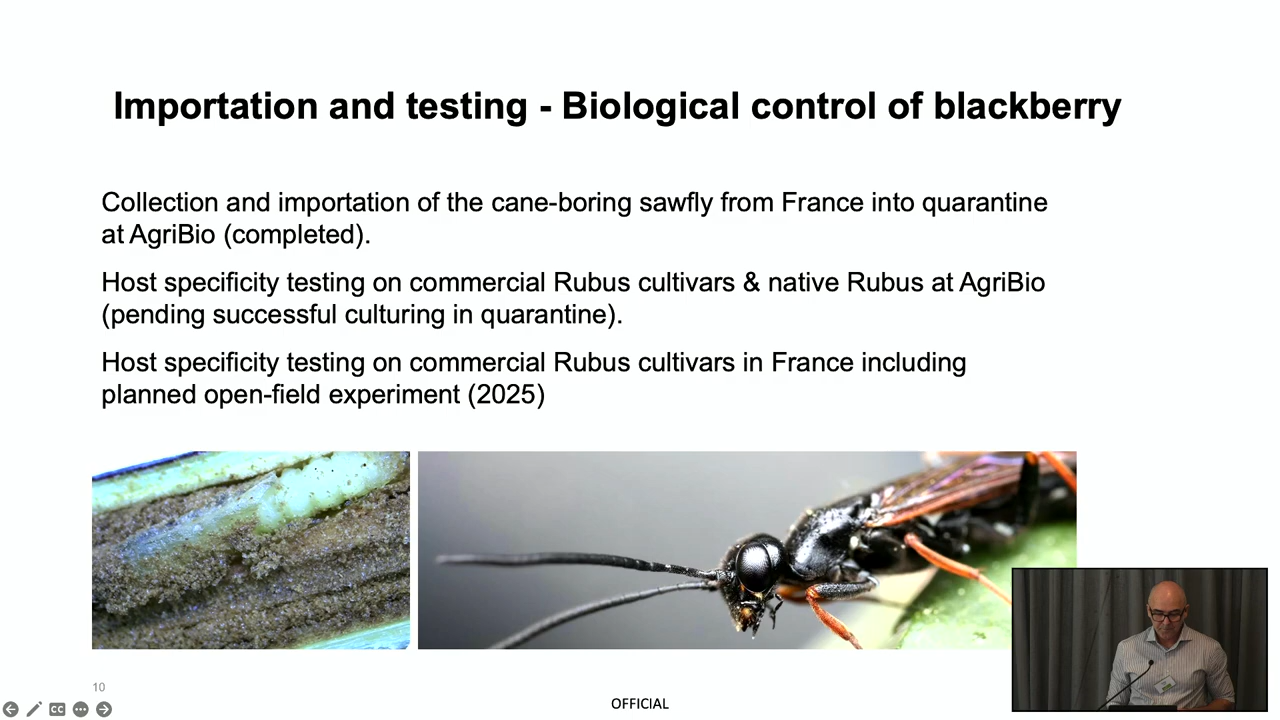 Importation and testing - Biological control of blackberry
Collection and importation of the cane-boring sawfly from France into quarantine
at AgriBio (completed).
Host specificity testing on commercial Rubus cultivars & native Rubus at AgriBio
(pending successful culturing in quarantine).
Host specificity testing on commercial Rubus cultivars in France including
planned open-field experiment (2025)
10
CC
OFFICIAL